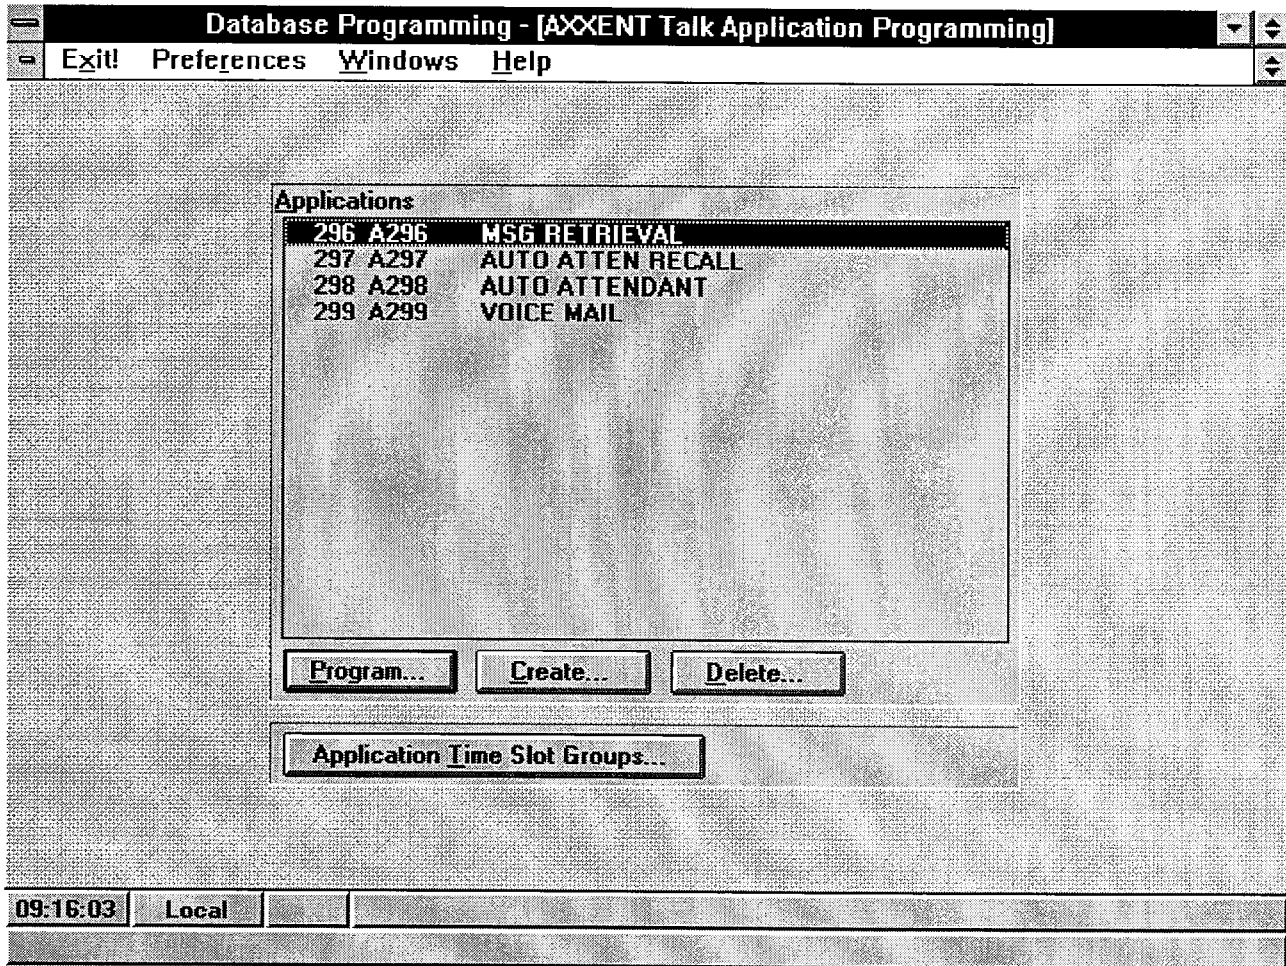 Database Programming - [AXXENT Talk Application Programming]
Exit! Preferences Windows Help
Applications
296 A296 MSG RETRIEVAL
297 A297 AUTO ATTEN RECALL
298 A298 AUTO ATTENDANT
299 A299 VOICE MAIL
Program... Create... Delete...
Application Time Slot Groups...
09:16:03 Local